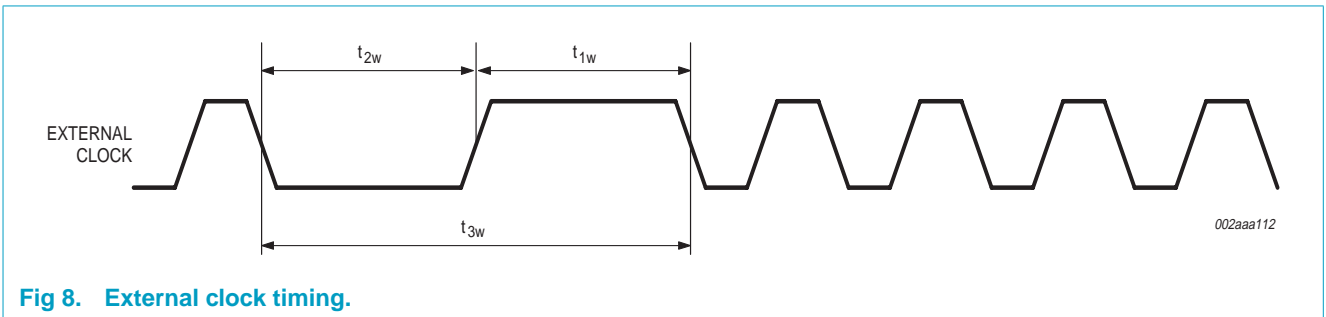 t2w
t1w
EXTERNAL
CLOCK
t3w
002aaa112
Fig 8. External clock timing.